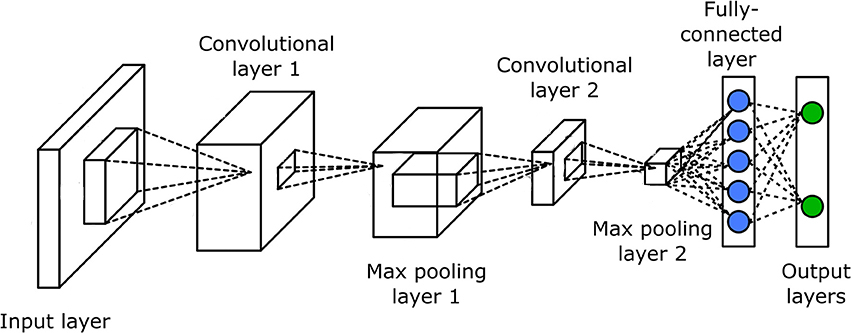 Input layer
Convolutional
layer 1
Max pooling
layer 1
Convolutional
layer 2
Max pooling
layer 2
Fully-
connected
layer
Output
layers